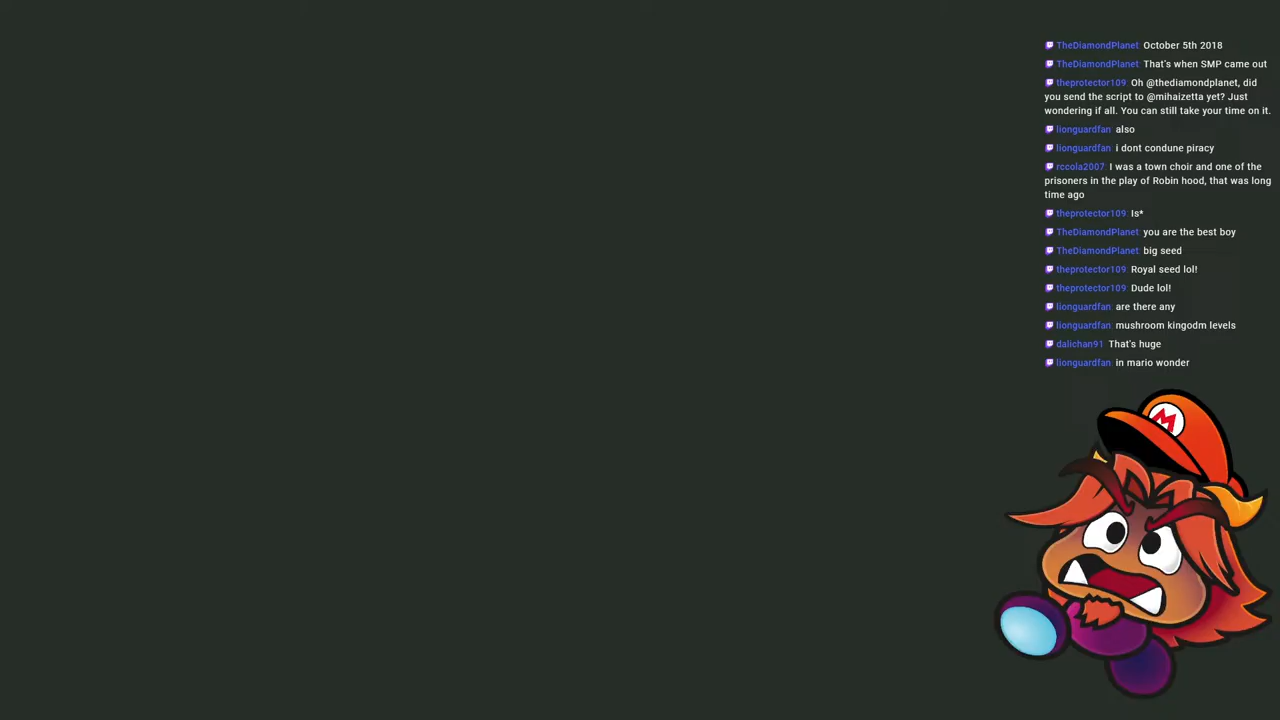 TheDiamondPlanet: October 5th 2018
TheDiamondPlanet: That's when SMP came out
theprotector109: Oh @thediamondplanet, did
you send the script to @mihaizetta yet? Just
wondering if all. You can still take your time on it.
lionguardfan: also
lionguardfan: i dont condune piracy
rccola2007: I was a town choir and one of the
prisoners in the play of Robin hood, that was long
time ago
theprotector109: Is*
TheDiamondPlanet: you are the best boy
TheDiamondPlanet: big seed
theprotector109: Royal seed lol!
theprotector109: Dude lol!
lionguardfan: are there any
lionguardfan: mushroom kingodm levels
dalichan91: That's huge
lionguardfan: in mario wonder
M